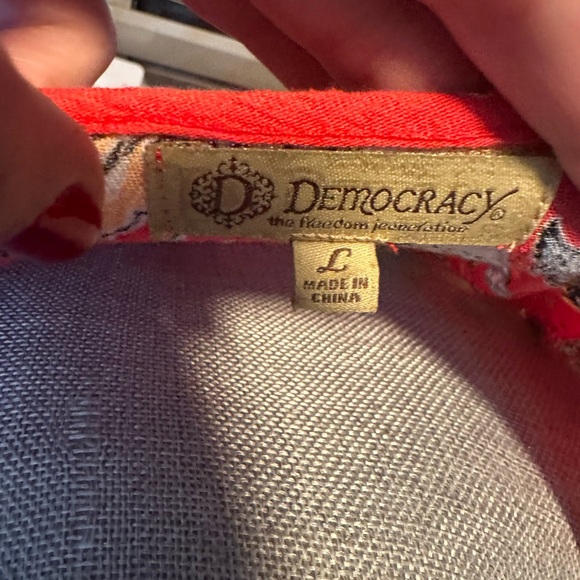 D DEMOCRACY®
the freedom jeaneration
L
MADE IN
CHINA